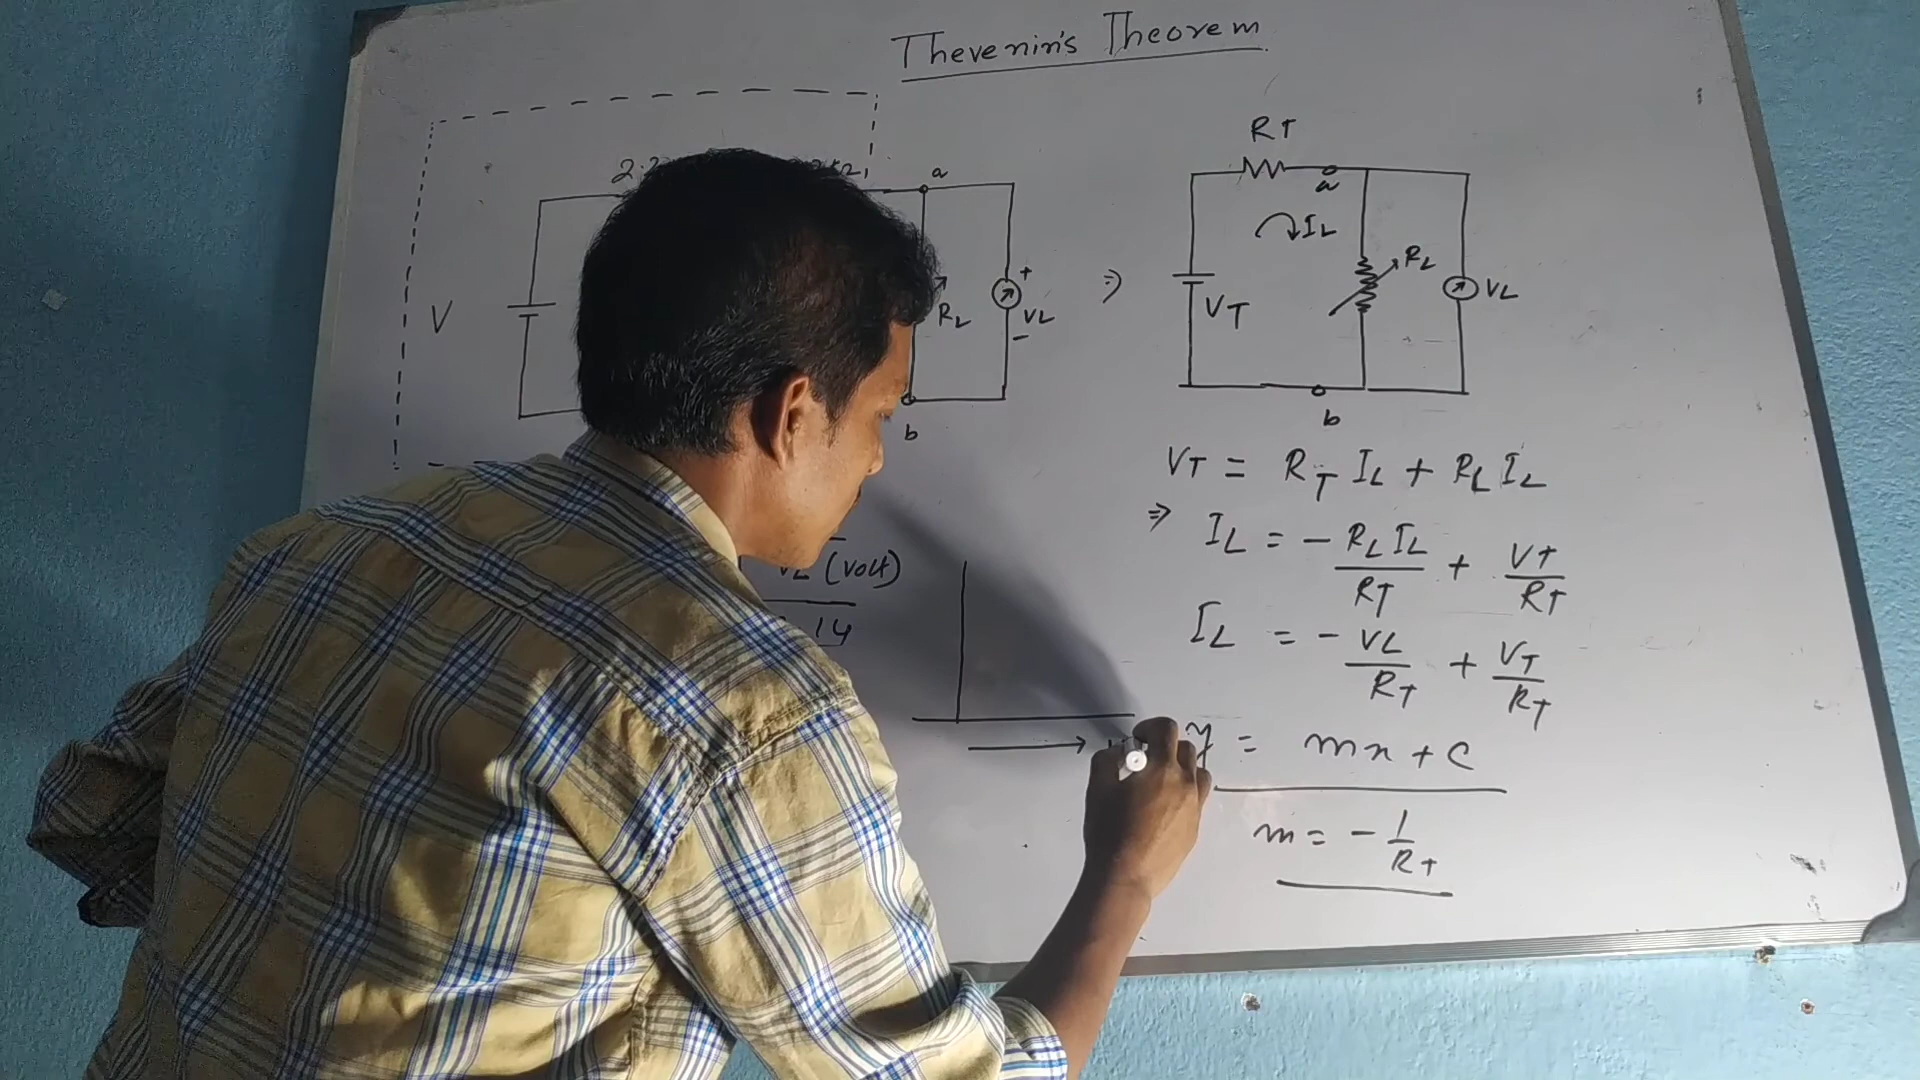 Thevenin's Theorem
a
V
RL
+
VL
-
b
⇒
RT
a
IL
RL
VT
VL
b
VT = RT IL + RL IL
⇒ IL = - RL IL / RT + VT / RT
IL = - VL / RT + VT / RT
y = mx + c
m = - 1 / RT
VL (volt)
14